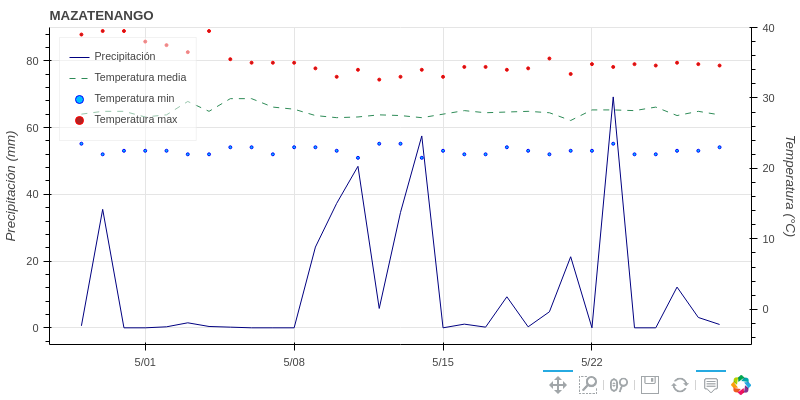 MAZATENANGO
Precipitación
Temperatura media
Temperatura min
Temperatura max
80
60
40
20
0
Precipitación (mm)
40
30
20
10
0
Temperatura (°C)
5/01
5/08
5/15
5/22